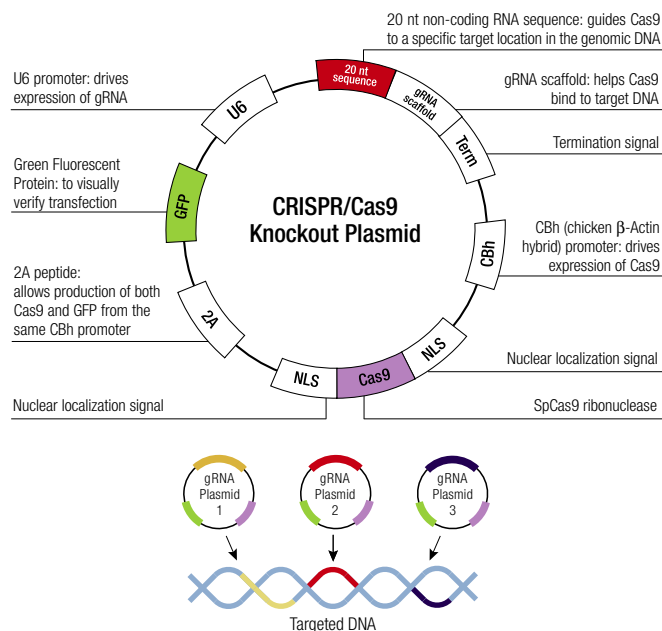 20 nt non-coding RNA sequence: guides Cas9
to a specific target location in the genomic DNA
U6 promoter: drives
expression of gRNA
20 nt
sequence
gRNA
scaffold
gRNA scaffold: helps Cas9
bind to target DNA
U6
Term
Termination signal
Green Fluorescent
Protein: to visually
verify transfection
GFP
CRISPR/Cas9
Knockout Plasmid
CBh
CBh (chicken β-Actin
hybrid) promoter: drives
expression of Cas9
2A peptide:
allows production of both
Cas9 and GFP from the
same CBh promoter
2A
NLS
Cas9
NLS
Nuclear localization signal
Nuclear localization signal
SpCas9 ribonuclease
gRNA
Plasmid
1
gRNA
Plasmid
2
gRNA
Plasmid
3
Targeted DNA